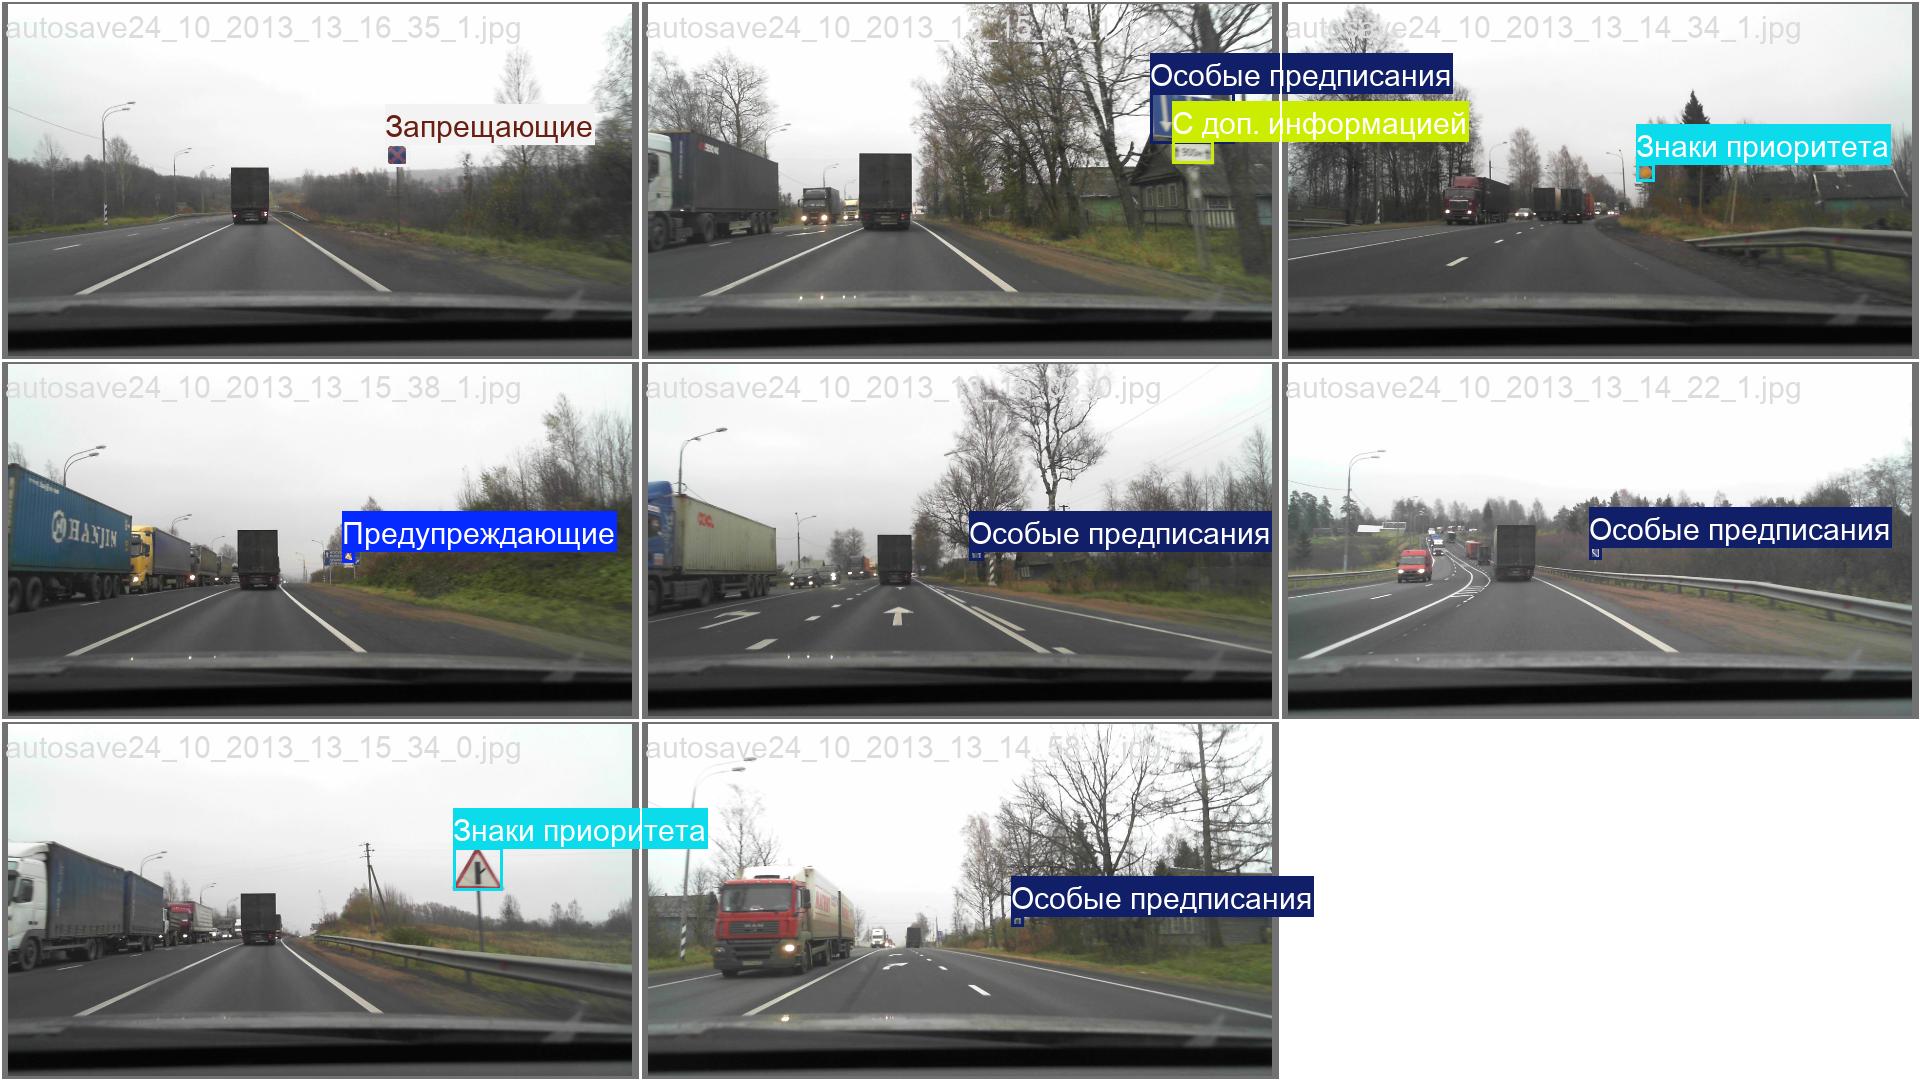 autosave24_10_2013_13_16_35_1.jpg
Запрещающие
Особые предписания
С доп. информацией
autosave24_10_2013_13_14_34_1.jpg
Знаки приоритета
autosave24_10_2013_13_15_38_1.jpg
HANJIN
Предупреждающие
Особые предписания
autosave24_10_2013_13_14_22_1.jpg
Особые предписания
autosave24_10_2013_13_15_34_0.jpg
Знаки приоритета
Особые предписания